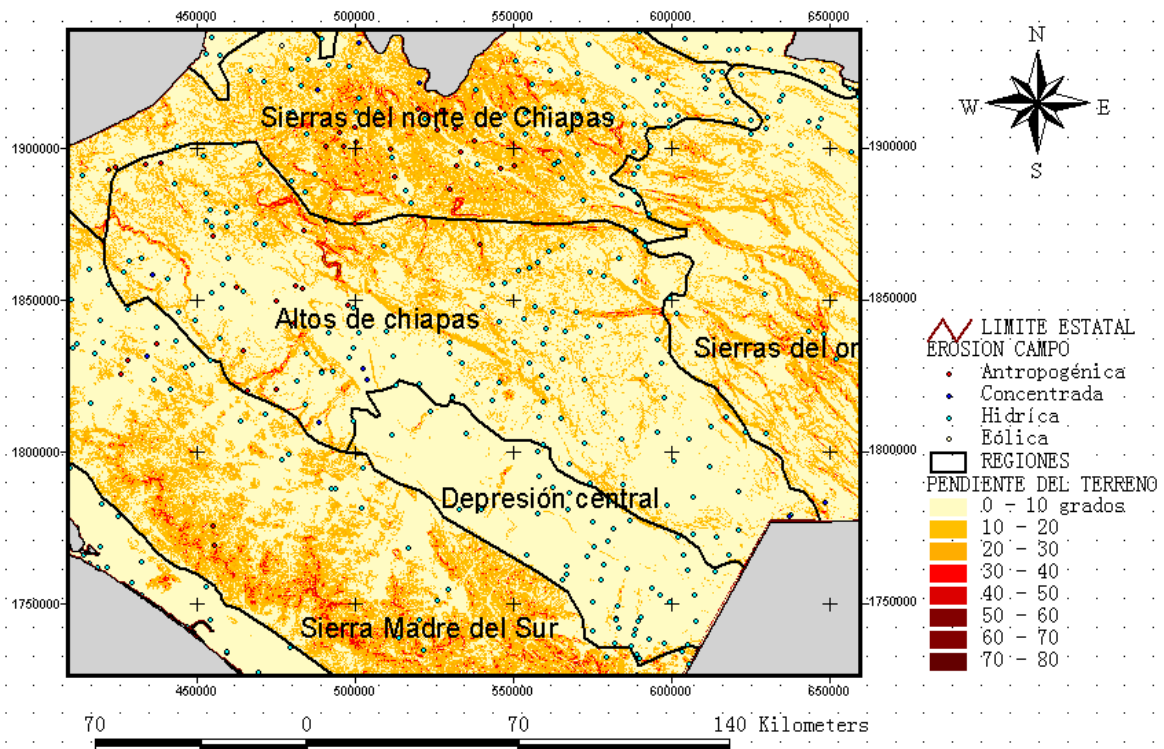 450000 500000 550000 600000 650000
N
W E
S
Sierras del norte de Chiapas
1900000 1900000
1850000 1850000
Altos de chiapas
Sierras del or
1800000 1800000
Depresión central
1750000 1750000
Sierra Madre del Sur
450000 500000 550000 600000 650000
70 0 70 140 Kilometers
LIMITE ESTATAL
EROSION CAMPO
Antropogénica
Concentrada
Hidríca
Eólica
REGIONES
PENDIENTE DEL TERRENO
0 - 10 grados
10 - 20
20 - 30
30 - 40
40 - 50
50 - 60
60 - 70
70 - 80